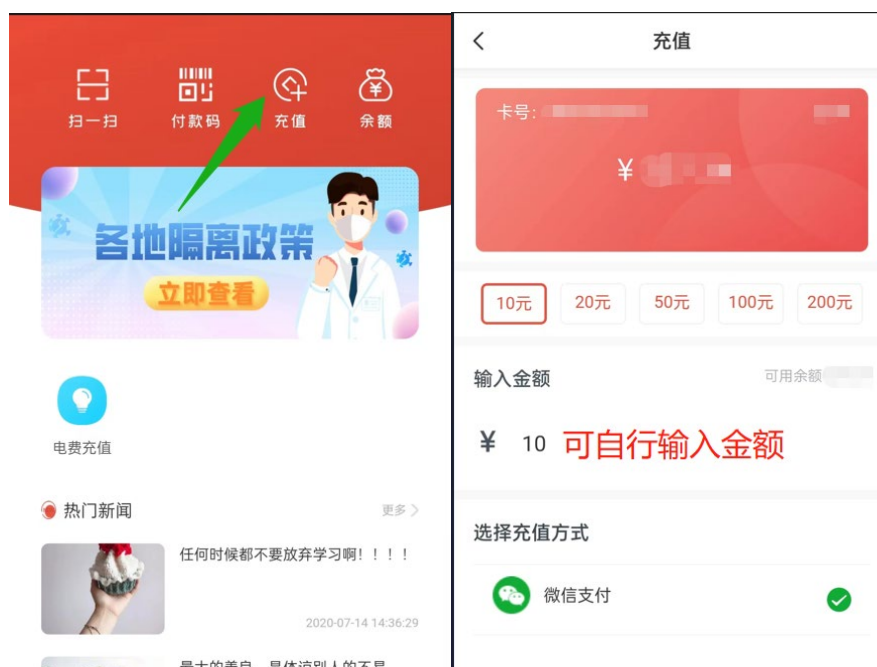 扫一扫
付款码
充值
余额
各地隔离政策
立即查看
电费充值
热门新闻
更多
任何时候都不要放弃学习啊！！！！
2020-07-14 14:36:29
充值
卡号:
¥
10元
20元
50元
100元
200元
输入金额
可用余额
¥ 10 可自行输入金额
选择充值方式
微信支付